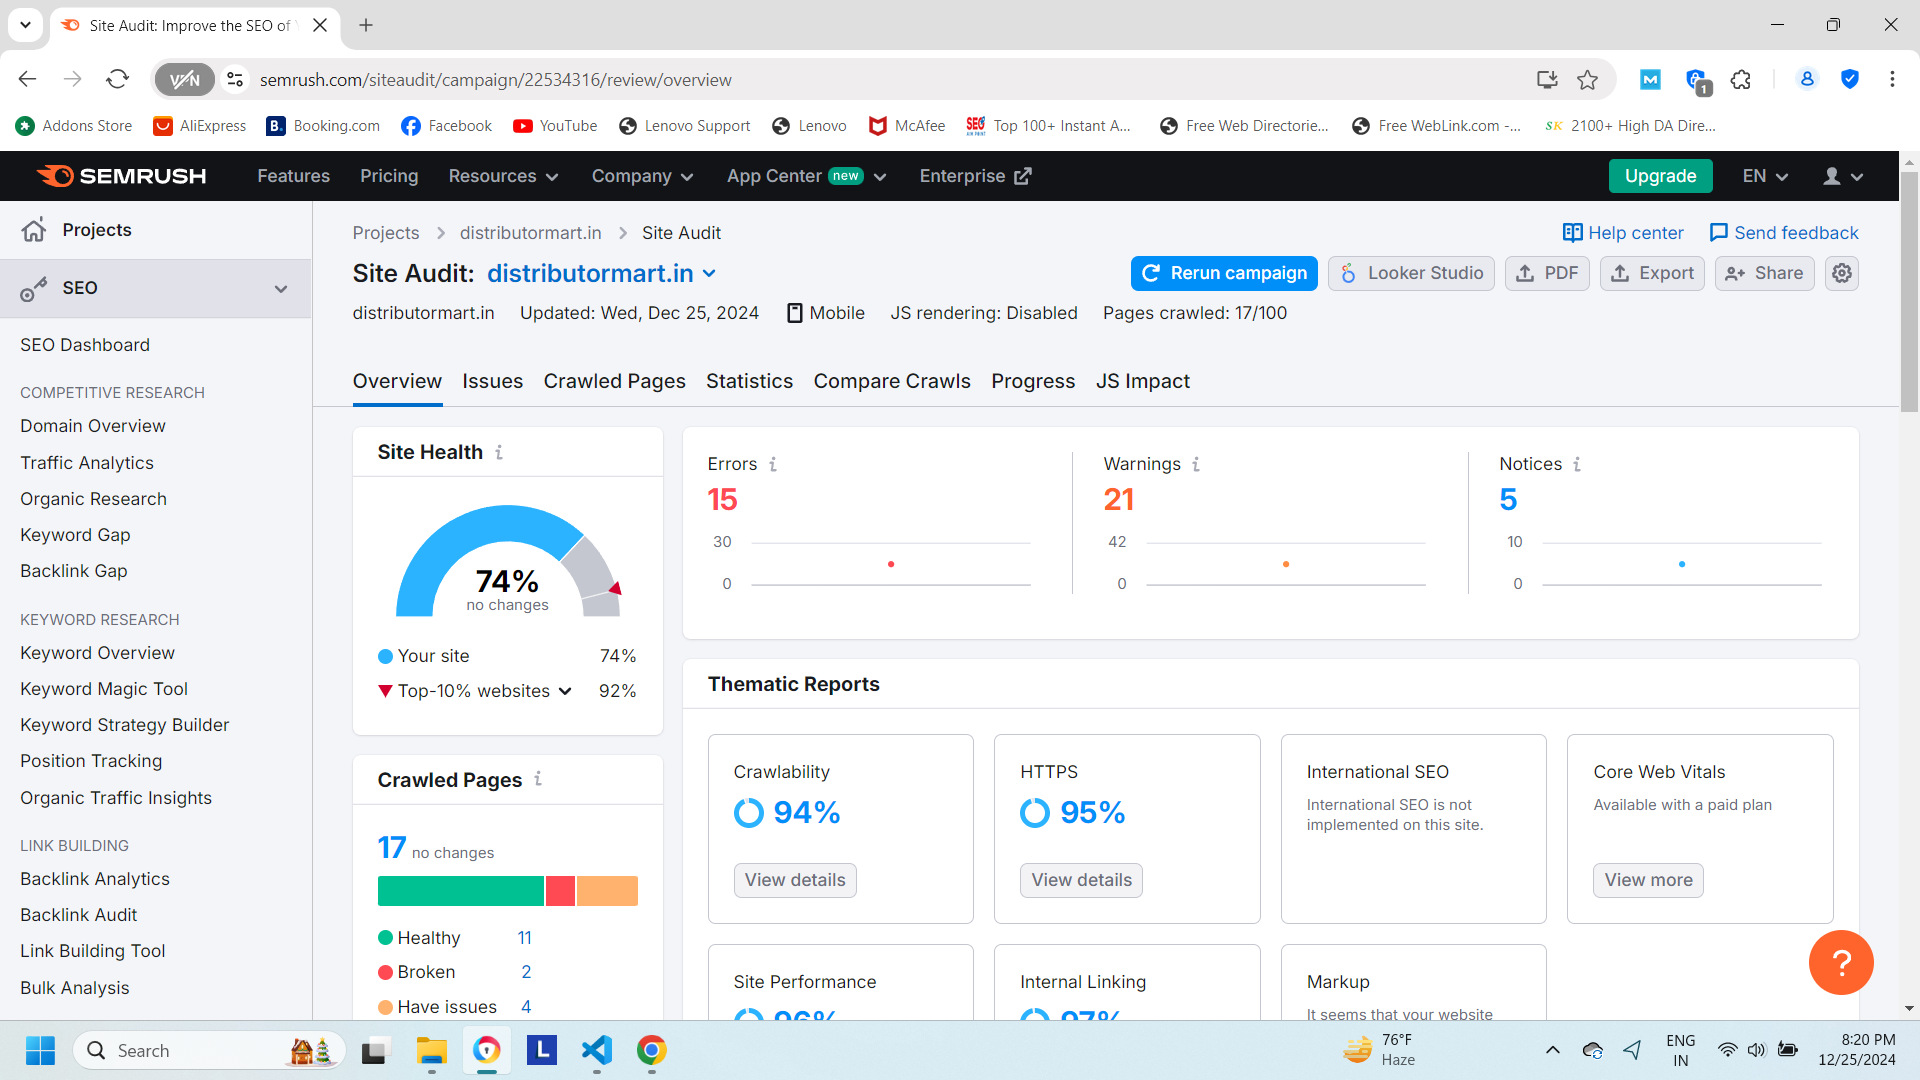 Site Audit: Improve the SEO of
VPN
semrush.com/siteaudit/campaign/22534316/review/overview
1
Addons Store
AliExpress
B.
Booking.com
Facebook
YouTube
Lenovo Support
Lenovo
McAfee
Top 100+ Instant A...
Free Web Directorie...
Free WebLink.com -...
SK
2100+ High DA Dire...
SEMRUSH
Features
Pricing
Resources
Company
App Center new
Enterprise
Upgrade
EN
Projects
SEO
SEO Dashboard
COMPETITIVE RESEARCH
Domain Overview
Traffic Analytics
Organic Research
Keyword Gap
Backlink Gap
KEYWORD RESEARCH
Keyword Overview
Keyword Magic Tool
Keyword Strategy Builder
Position Tracking
Organic Traffic Insights
LINK BUILDING
Backlink Analytics
Backlink Audit
Link Building Tool
Bulk Analysis
Projects > distributormart.in > Site Audit
Help center
Send feedback
Site Audit: distributormart.in
Rerun campaign
Looker Studio
PDF
Export
Share
distributormart.in
Updated: Wed, Dec 25, 2024
Mobile
JS rendering: Disabled
Pages crawled: 17/100
Overview
Issues
Crawled Pages
Statistics
Compare Crawls
Progress
JS Impact
Site Health i
74%
no changes
Your site 74%
Top-10% websites 92%
Crawled Pages i
17 no changes
Healthy 11
Broken 2
Have issues 4
Errors i
15
30
0
Warnings i
21
42
0
Notices i
5
10
0
Thematic Reports
Crawlability
94%
View details
HTTPS
95%
View details
International SEO
International SEO is not
implemented on this site.
Core Web Vitals
Available with a paid plan
View more
Site Performance
96%
Internal Linking
97%
Markup
It seems that your website
?
Search
L
76°F
Haze
ENG
IN
8:20 PM
12/25/2024